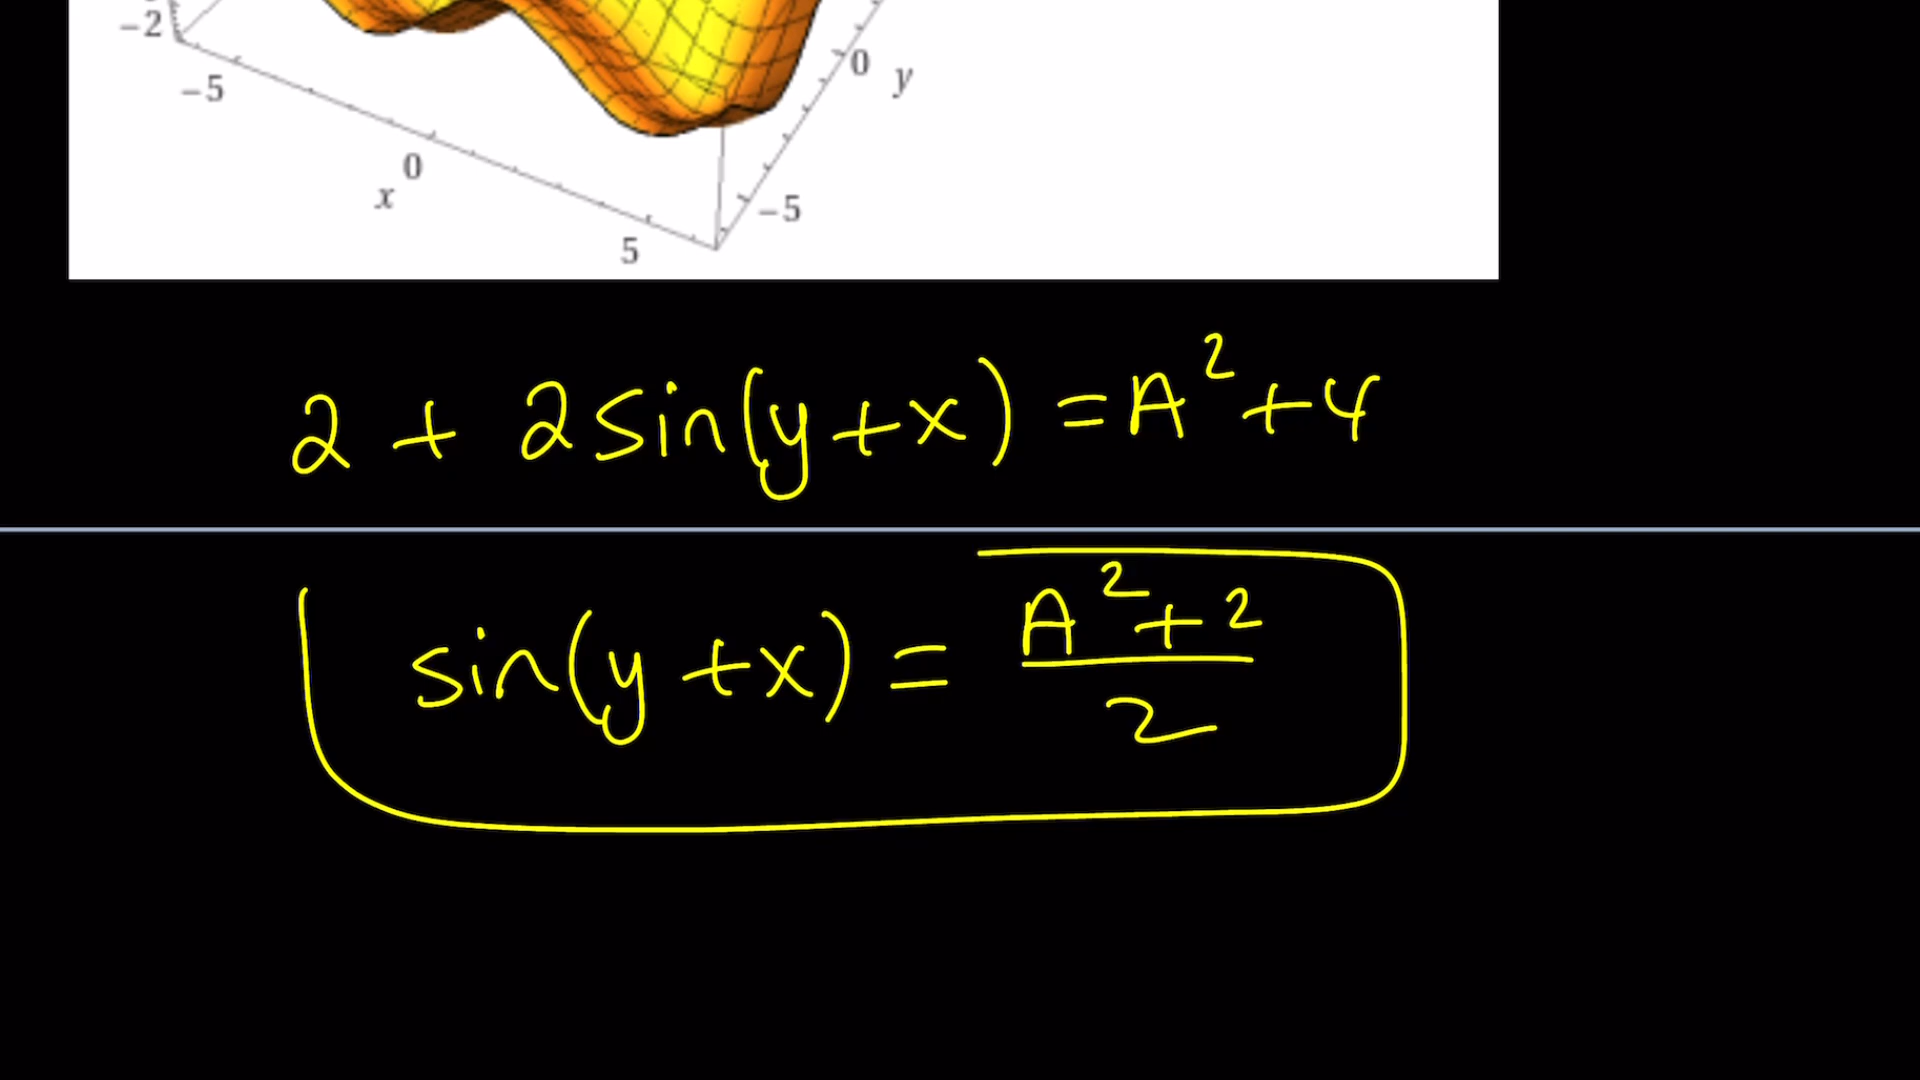 -2
-5
0
x
5
0
y
-5
2 + 2sin(y+x) = A² + 4
sin(y+x) = A² + 2 / 2